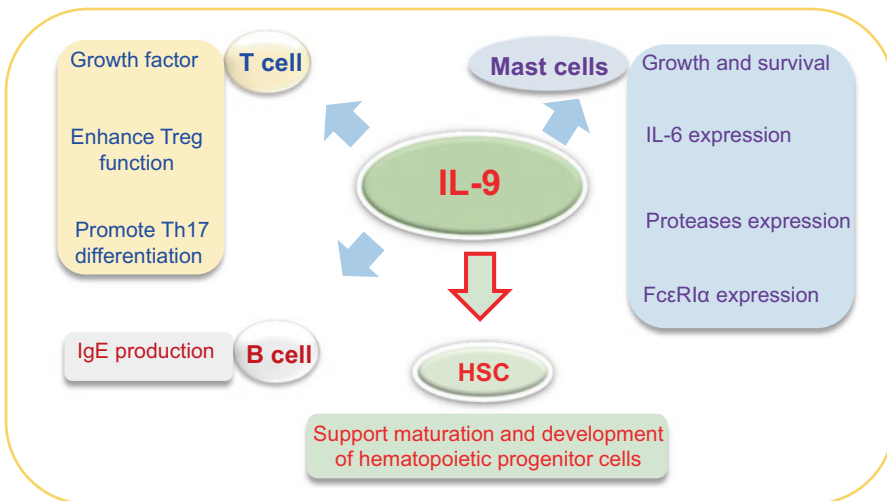 Growth factor
T cell
Enhance Treg
function
Promote Th17
differentiation
Mast cells
Growth and survival
IL-6 expression
Proteases expression
FcεRIα expression
IL-9
IgE production
B cell
HSC
Support maturation and development
of hematopoietic progenitor cells